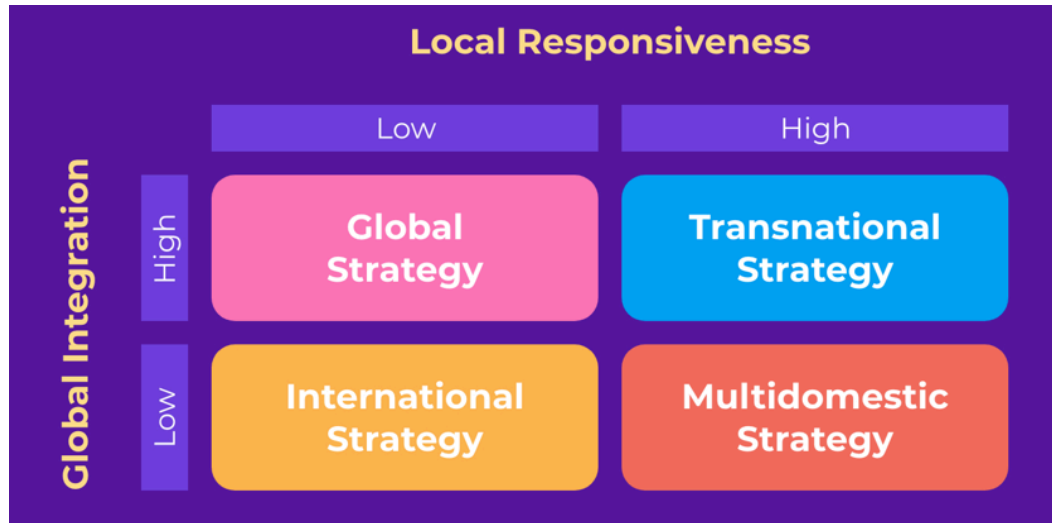 Local Responsiveness
Low
High
Global Integration
High
Global
Strategy
Transnational
Strategy
Low
International
Strategy
Multidomestic
Strategy